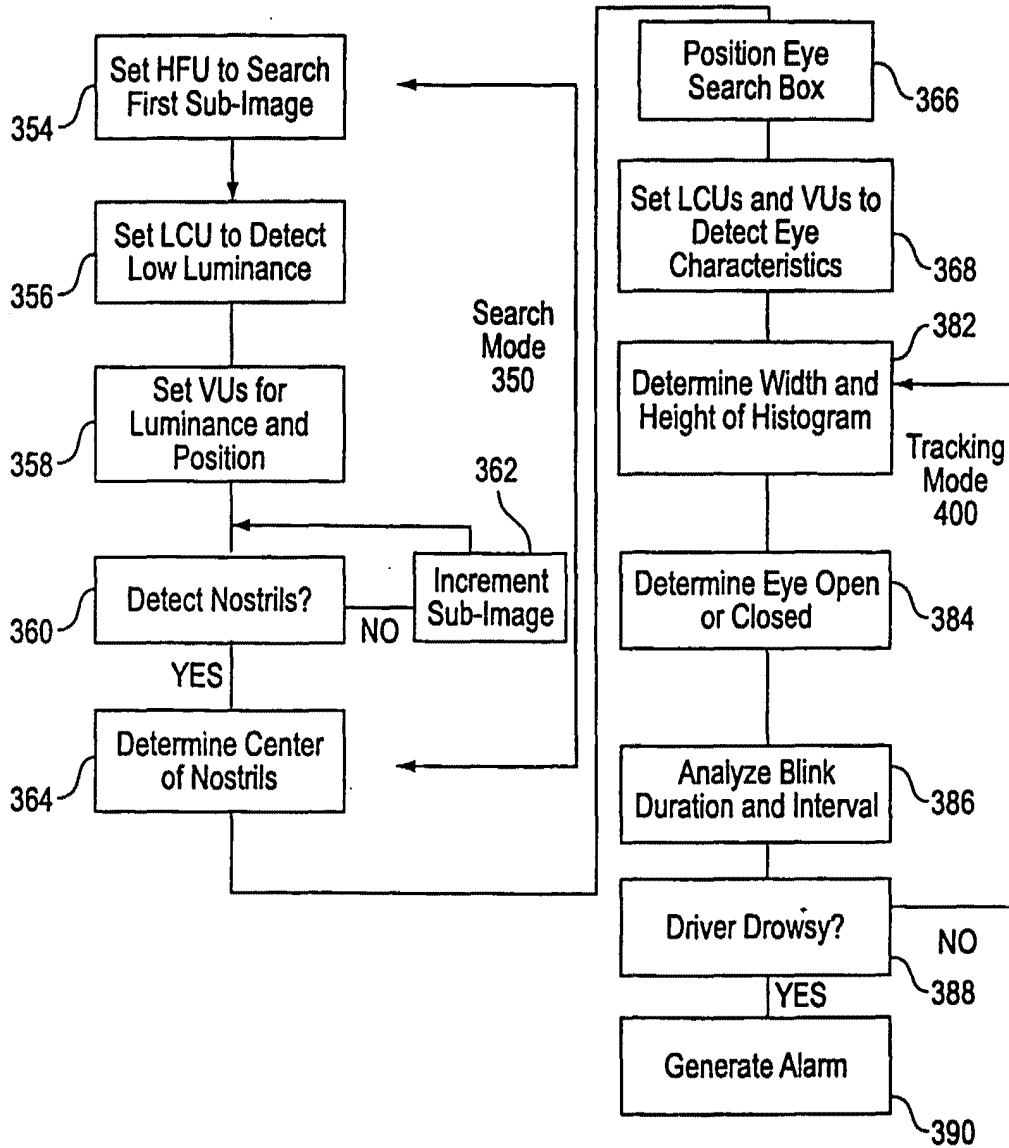 Set HFU to Search
First Sub-Image
354
Set LCU to Detect
Low Luminance
356
Set VUs for
Luminance and
Position
358
Search
Mode
350
362
Detect Nostrils?
360
NO
Increment
Sub-Image
YES
Determine Center
of Nostrils
364
Position Eye
Search Box
366
Set LCUs and VUs to
Detect Eye
Characteristics
368
382
Determine Width and
Height of Histogram
Tracking
Mode
400
Determine Eye Open
or Closed
384
Analyze Blink
Duration and Interval
386
Driver Drowsy?
NO
388
YES
Generate Alarm
390